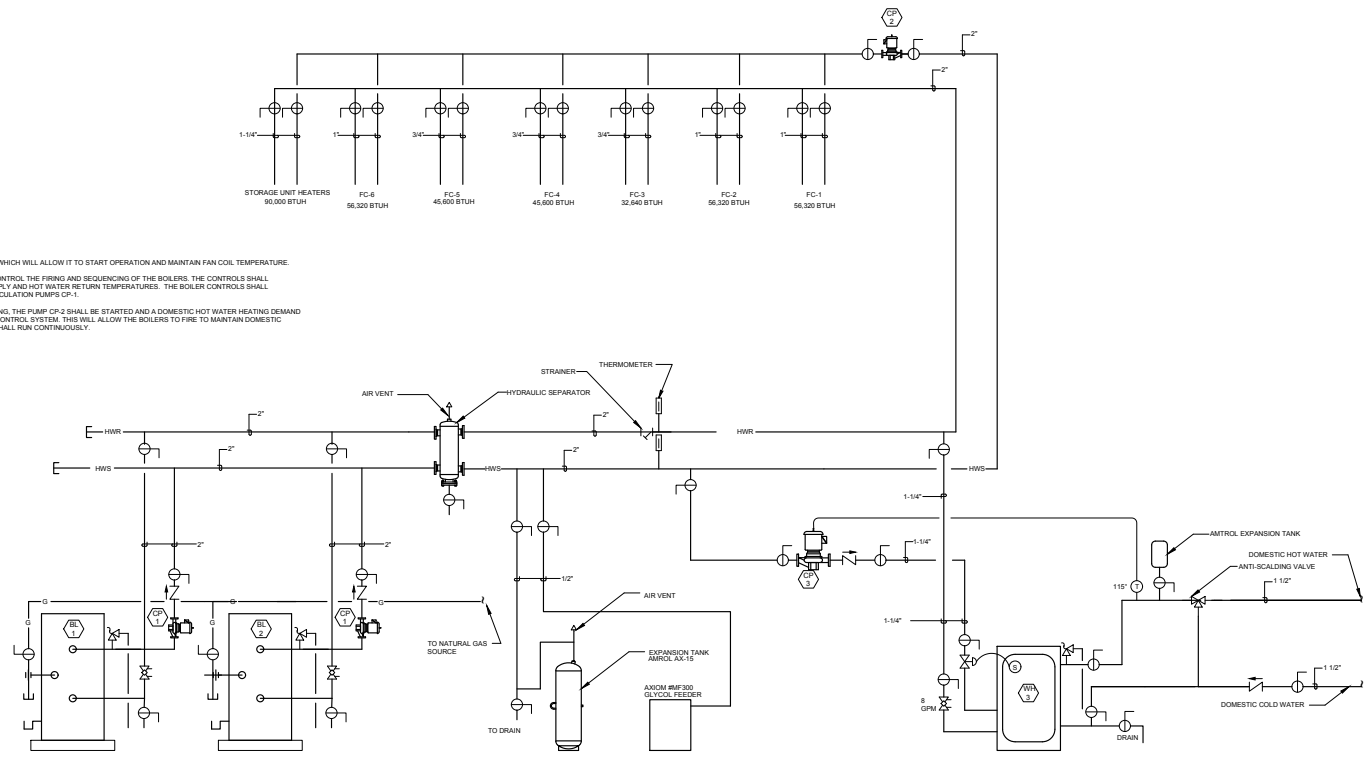 CP
2
2"
2"
1-1/4"
1"
3/4"
3/4"
3/4"
1"
1"
STORAGE UNIT HEATERS
90,000 BTUH
FC-6
56,320 BTUH
FC-5
45,600 BTUH
FC-4
45,600 BTUH
FC-3
32,640 BTUH
FC-2
56,320 BTUH
FC-1
56,320 BTUH
WHICH WILL ALLOW IT TO START OPERATION AND MAINTAIN FAN COIL TEMPERATURE.
NTROL THE FIRING AND SEQUENCING OF THE BOILERS. THE CONTROLS SHALL
PLY AND HOT WATER RETURN TEMPERATURES. THE BOILER CONTROLS SHALL
CULATION PUMPS CP-1.
NG, THE PUMP CP-2 SHALL BE STARTED AND A DOMESTIC HOT WATER HEATING DEMAND
ONTROL SYSTEM. THIS WILL ALLOW THE BOILERS TO FIRE TO MAINTAIN DOMESTIC
HALL RUN CONTINUOUSLY.
THERMOMETER
STRAINER
AIR VENT
HYDRAULIC SEPARATOR
2"
2"
HWR
HWR
2"
2"
HWS
HWS
HWS
1-1/4"
2"
2"
1-1/4"
CP
3
AMTROL EXPANSION TANK
DOMESTIC HOT WATER
ANTI-SCALDING VALVE
1/2"
115°
T
1 1/2"
G
G
G
G
G
AIR VENT
BL
1
CP
1
BL
2
CP
1
1-1/4"
TO NATURAL GAS
SOURCE
EXPANSION TANK
AMROL AX-15
S
AXIOM #MF300
GLYCOL FEEDER
WH
3
1 1/2"
8
GPM
DOMESTIC COLD WATER
TO DRAIN
DRAIN